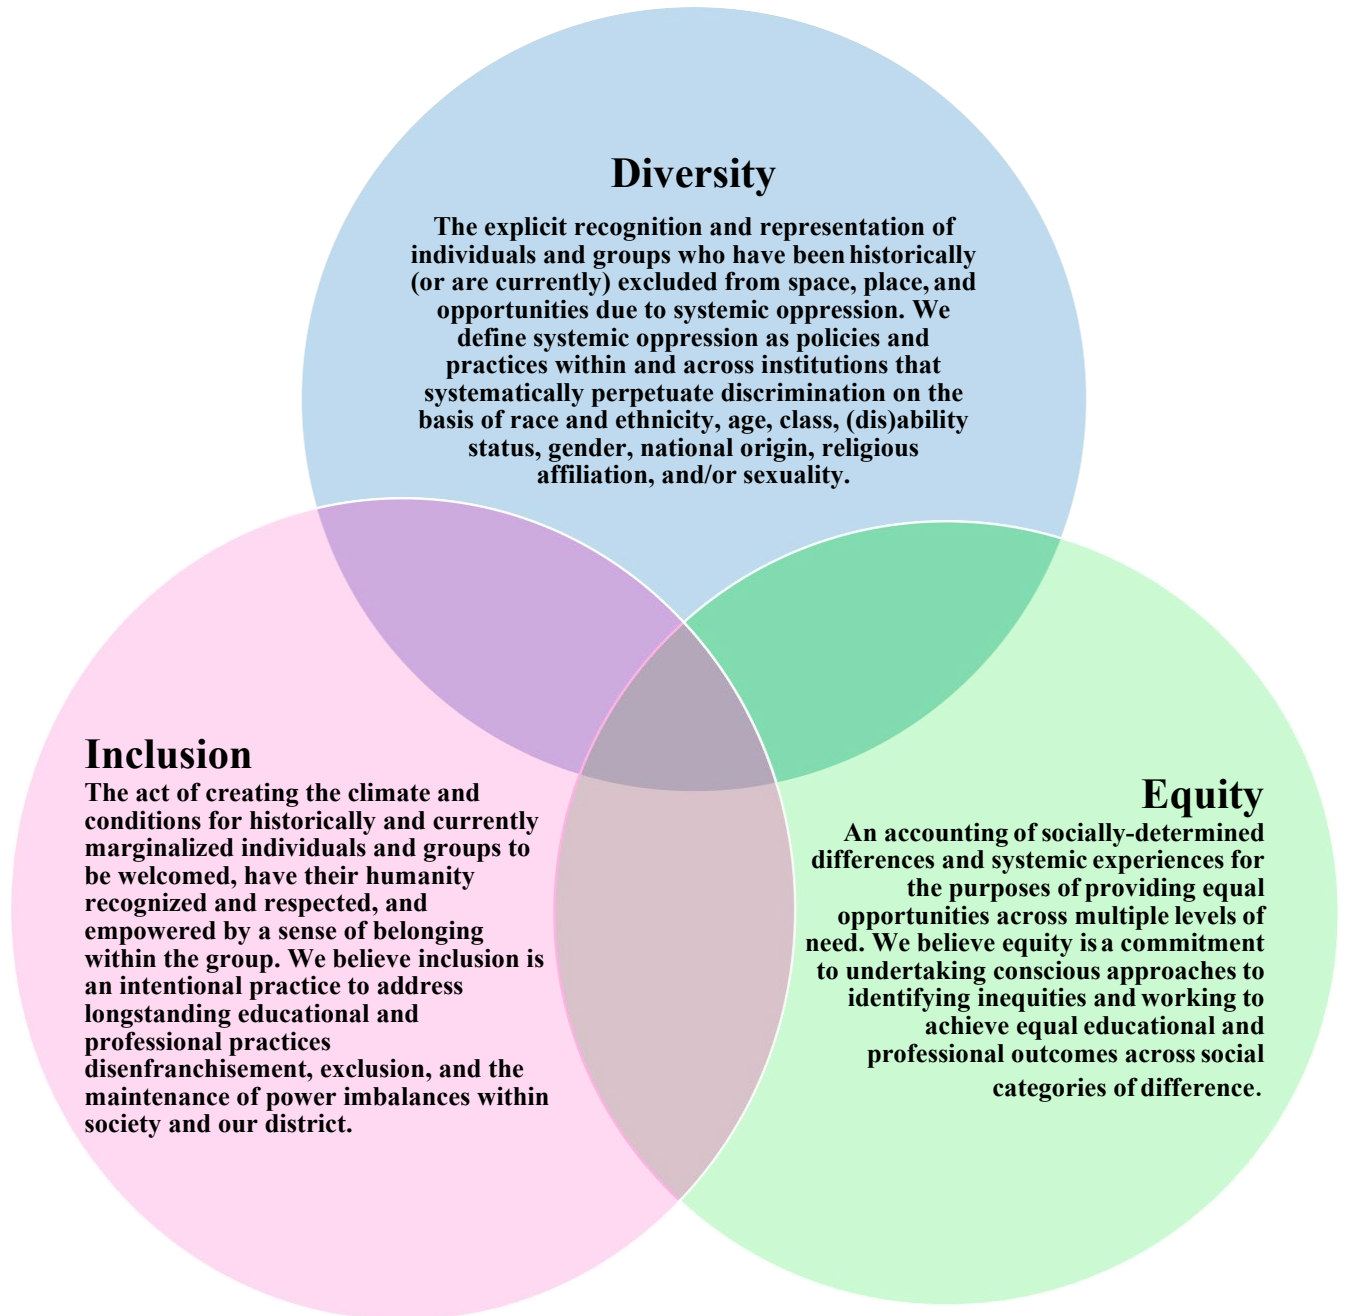 Diversity
The explicit recognition and representation of
individuals and groups who have been historically
(or are currently) excluded from space, place, and
opportunities due to systemic oppression. We
define systemic oppression as policies and
practices within and across institutions that
systematically perpetuate discrimination on the
basis of race and ethnicity, age, class, (dis)ability
status, gender, national origin, religious
affiliation, and/or sexuality.
Inclusion
The act of creating the climate and
conditions for historically and currently
marginalized individuals and groups to
be welcomed, have their humanity
recognized and respected, and
empowered by a sense of belonging
within the group. We believe inclusion is
an intentional practice to address
longstanding educational and
professional practices
disenfranchisement, exclusion, and the
maintenance of power imbalances within
society and our district.
Equity
An accounting of socially-determined
differences and systemic experiences for
the purposes of providing equal
opportunities across multiple levels of
need. We believe equity is a commitment
to undertaking conscious approaches to
identifying inequities and working to
achieve equal educational and
professional outcomes across social
categories of difference.